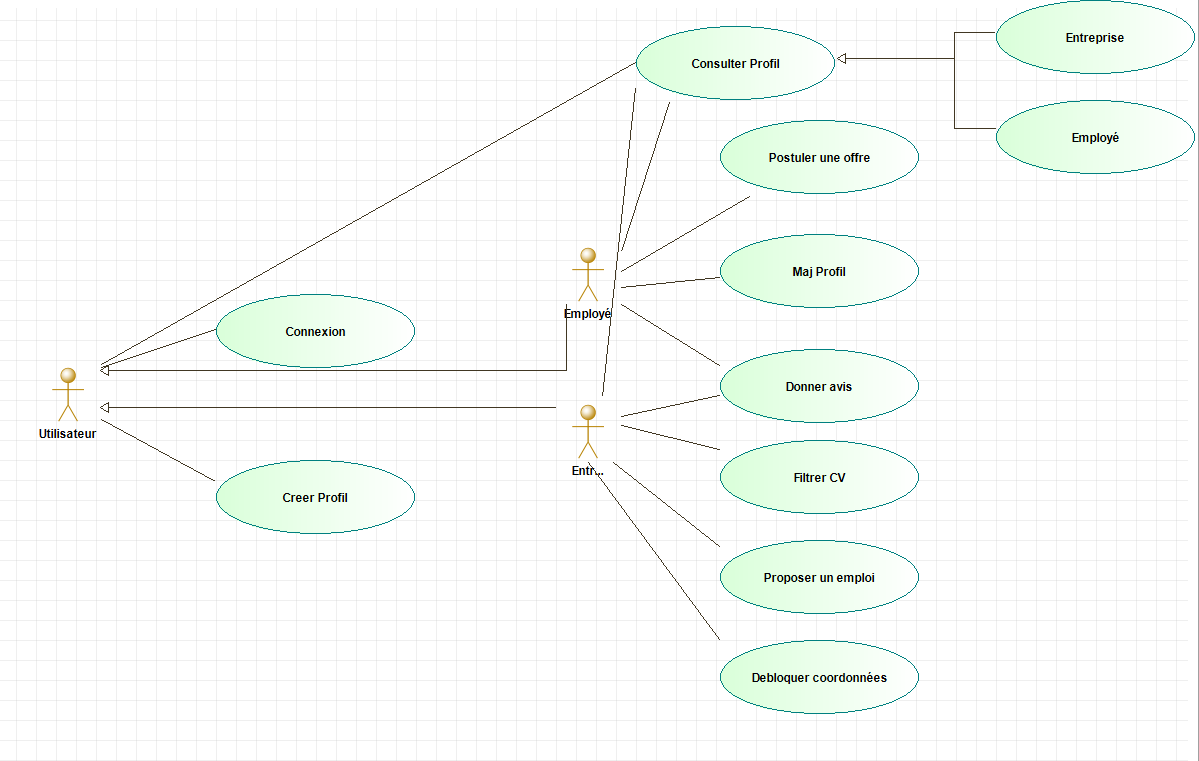 Entreprise
Consulter Profil
Employé
Postuler une offre
Maj Profil
Employé
Connexion
Donner avis
Utilisateur
Entr...
Filtrer CV
Creer Profil
Proposer un emploi
Debloquer coordonnées